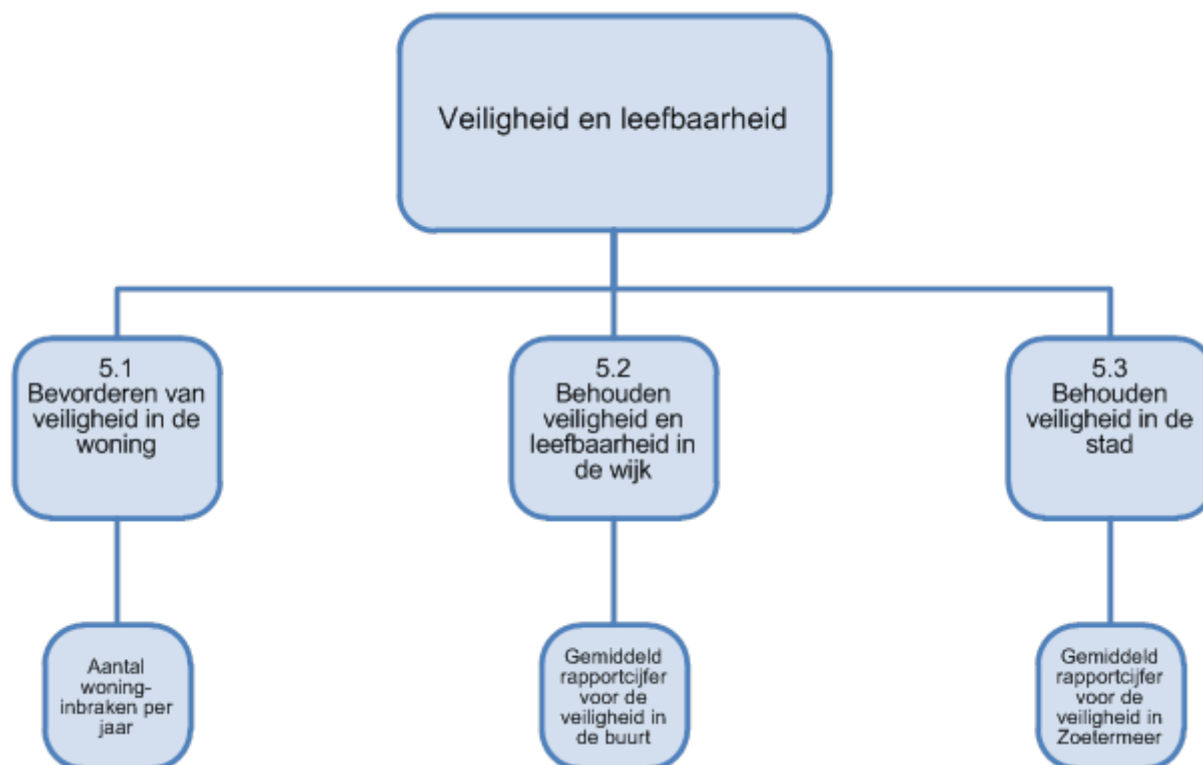 Veiligheid en leefbaarheid
5.1
Bevorderen van
veiligheid in de
woning
5.2
Behouden
veiligheid en
leefbaarheid in
de wijk
5.3
Behouden
veiligheid in de
stad
Aantal
woning-
inbraken per
jaar
Gemiddeld
rapportcijfer
voor de
veiligheid in
de buurt
Gemiddeld
rapportcijfer
voor de
veiligheid in
Zoetermeer